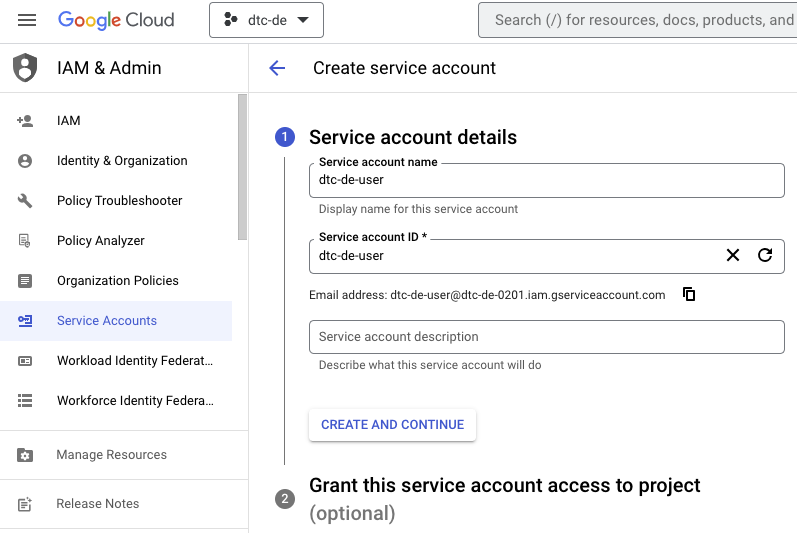 Google Cloud
dtc-de
Search (/) for resources, docs, products, and
IAM & Admin
Create service account
IAM
Identity & Organization
Policy Troubleshooter
Policy Analyzer
Organization Policies
Service Accounts
Workload Identity Federat...
Workforce Identity Federa...
Manage Resources
Release Notes
1
Service account details
Service account name
dtc-de-user
Display name for this service account
Service account ID *
dtc-de-user
Email address: dtc-de-user@dtc-de-0201.iam.gserviceaccount.com
Service account description
Describe what this service account will do
CREATE AND CONTINUE
2
Grant this service account access to project
(optional)